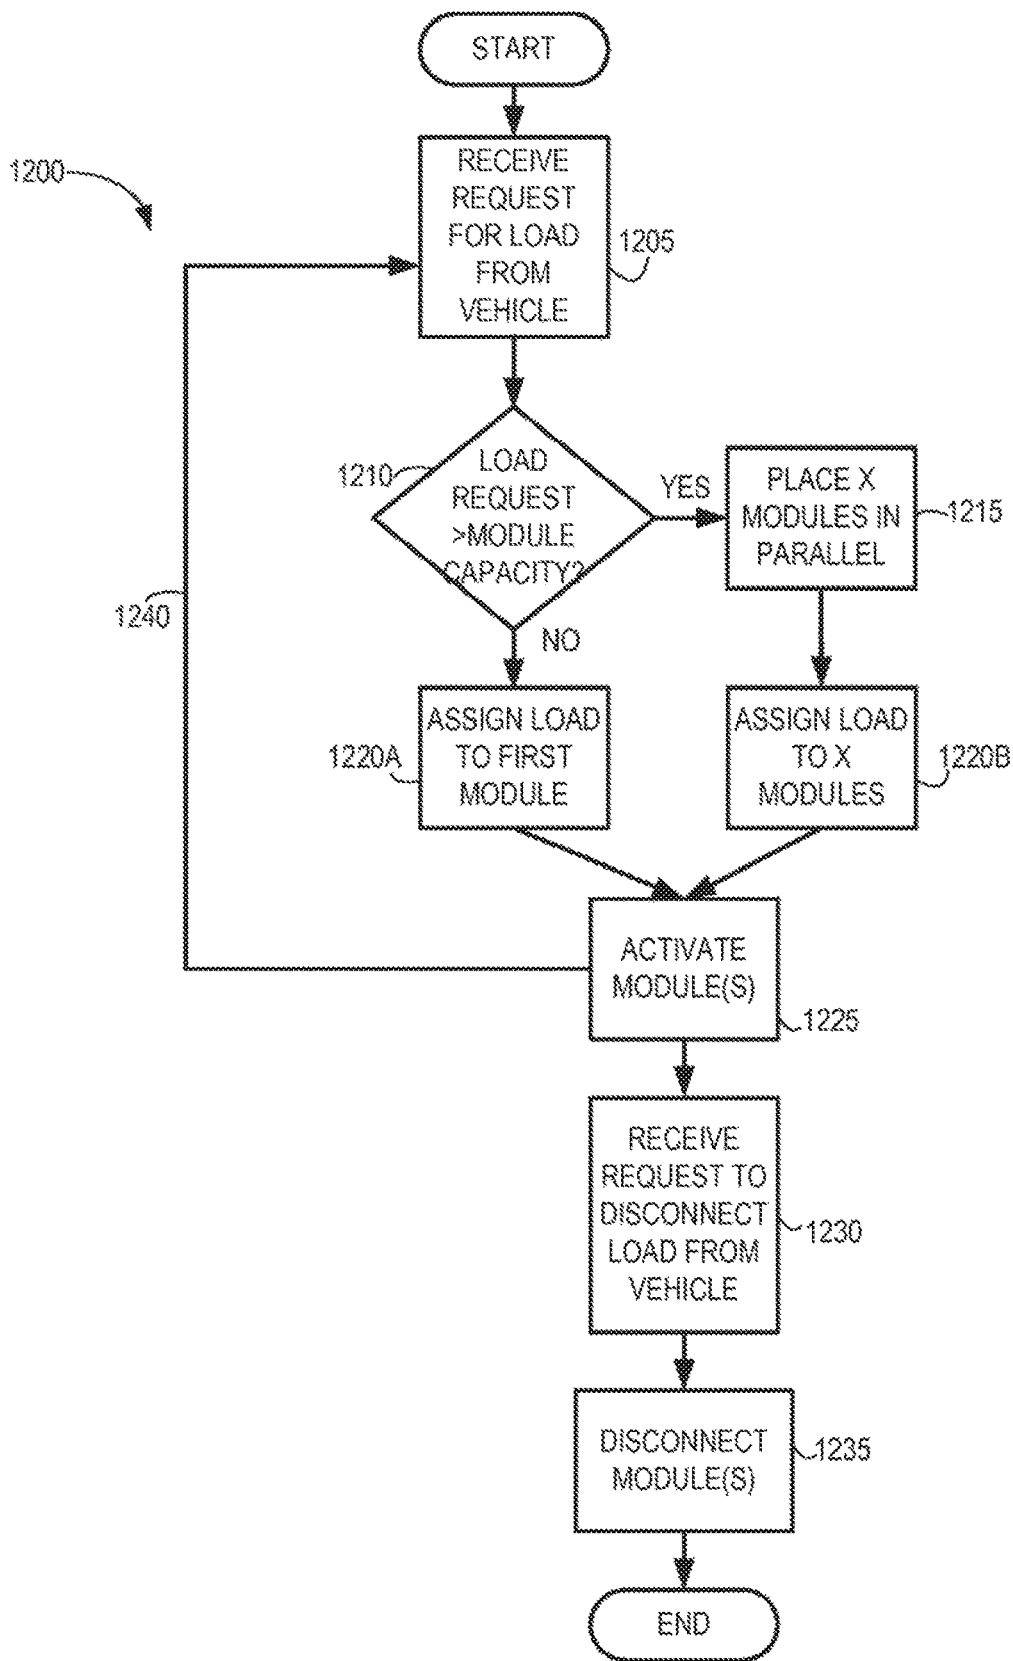 START
1200
RECEIVE
REQUEST
FOR LOAD
FROM
VEHICLE
1205
1210
LOAD
REQUEST
>MODULE
CAPACITY?
YES
PLACE X
MODULES IN
PARALLEL
1215
1240
NO
ASSIGN LOAD
TO FIRST
MODULE
1220A
ASSIGN LOAD
TO X
MODULES
1220B
ACTIVATE
MODULE(S)
1225
RECEIVE
REQUEST TO
DISCONNECT
LOAD FROM
VEHICLE
1230
DISCONNECT
MODULE(S)
1235
END